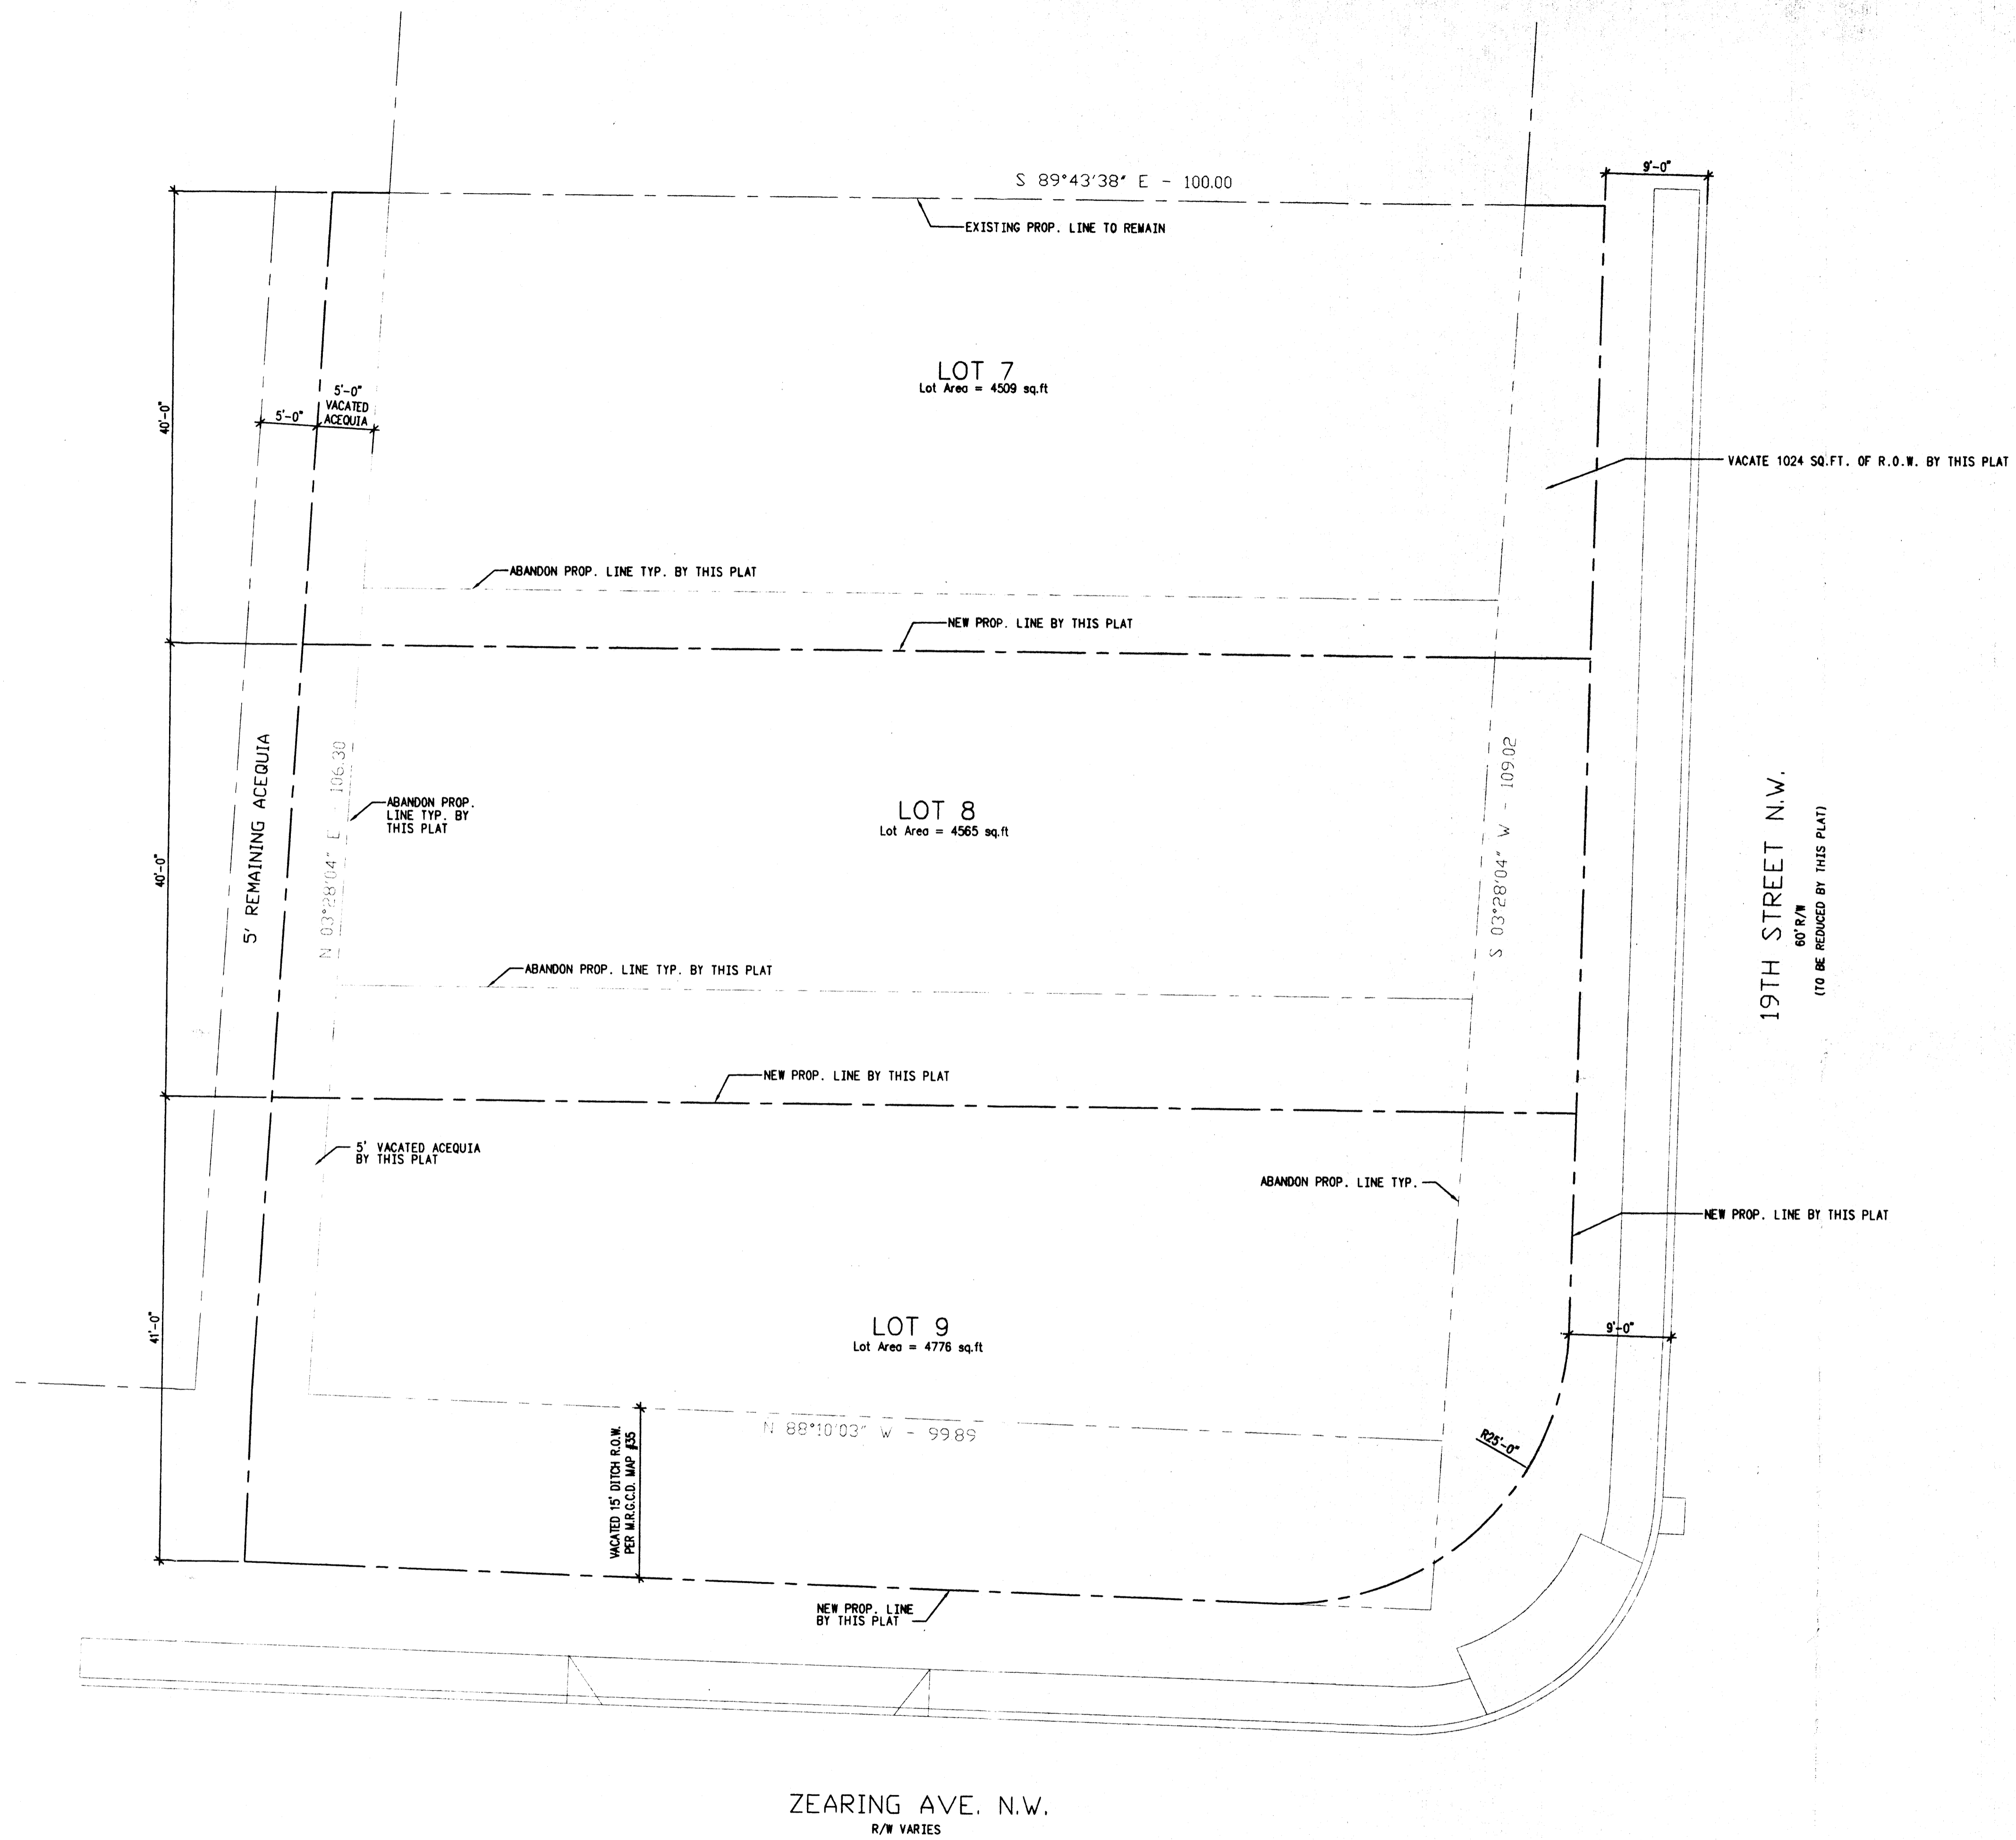 S 89°43'38" E - 100.00
9'-0"
EXISTING PROP. LINE TO REMAIN
LOT 7
Lot Area = 4509 sq.ft
5'-0"
VACATED
ACEQUIA
5'-0"
40'-0"
VACATE 1024 SQ.FT. OF R.O.W. BY THIS PLAT
ABANDON PROP. LINE TYP. BY THIS PLAT
NEW PROP. LINE BY THIS PLAT
5' REMAINING ACEQUIA
N 03°28'04" E - 106.30
ABANDON PROP.
LINE TYP. BY
THIS PLAT
LOT 8
Lot Area = 4565 sq.ft
S 03°28'04" W - 109.02
19TH STREET N.W.
60' R/W
(TO BE REDUCED BY THIS PLAT)
40'-0"
ABANDON PROP. LINE TYP. BY THIS PLAT
NEW PROP. LINE BY THIS PLAT
5' VACATED ACEQUIA
BY THIS PLAT
ABANDON PROP. LINE TYP.
NEW PROP. LINE BY THIS PLAT
41'-0"
LOT 9
Lot Area = 4776 sq.ft
9'-0"
N 88°10'03" W - 99.89
R25'-0"
VACATED 15' DITCH R.O.W.
PER M.R.G.C.D. MAP #35
NEW PROP. LINE
BY THIS PLAT
ZEARING AVE. N.W.
R/W VARIES